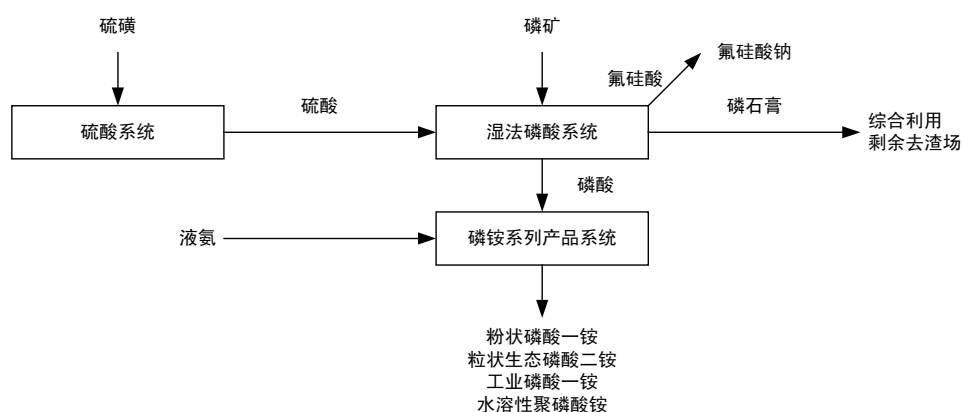 硫磺
磷矿
氟硅酸钠
氟硅酸
硫酸
磷石膏
硫酸系统
湿法磷酸系统
综合利用
剩余去渣场
磷酸
液氨
磷铵系列产品系统
粉状磷酸一铵
粒状生态磷酸二铵
工业磷酸一铵
水溶性聚磷酸铵